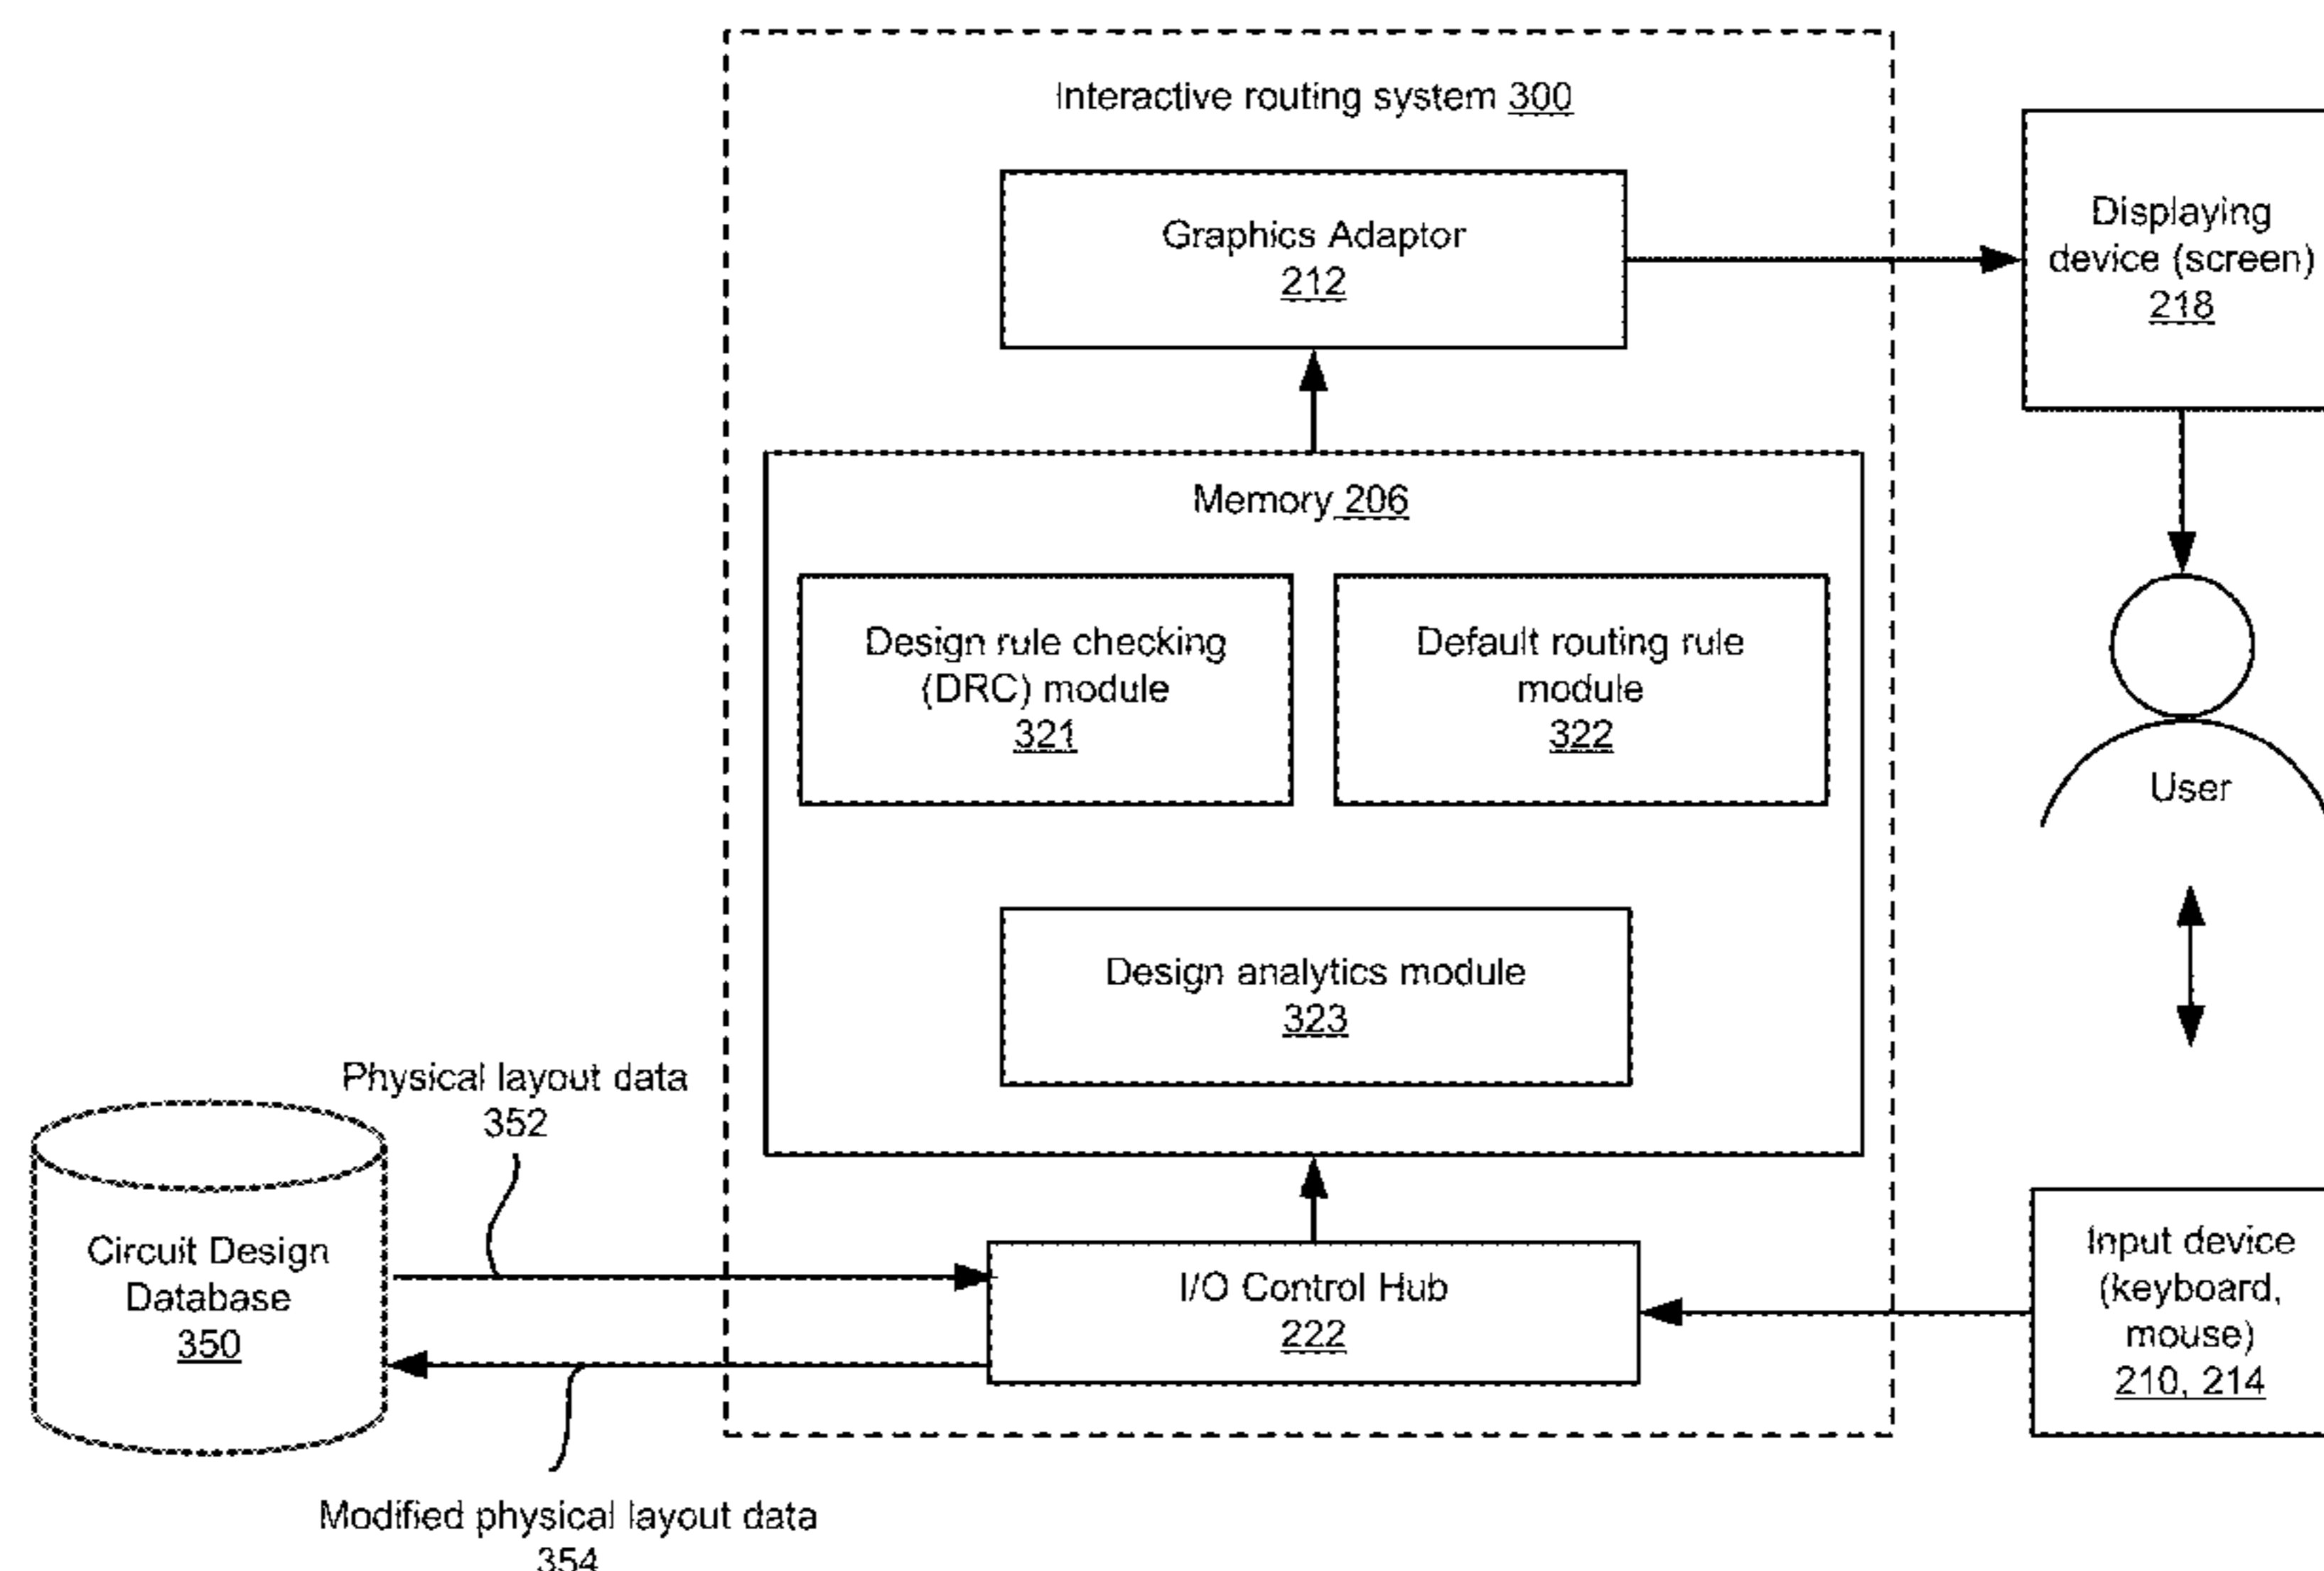 Interactive routing system 300
Graphics Adaptor
212
Displaying
device (screen)
218
Memory 206
Design rule checking
(DRC) module
321
Default routing rule
module
322
User
Design analytics module
323
Physical layout data
352
Circuit Design
Database
350
I/O Control Hub
222
Input device
(keyboard,
mouse)
210, 214
Modified physical layout data
354